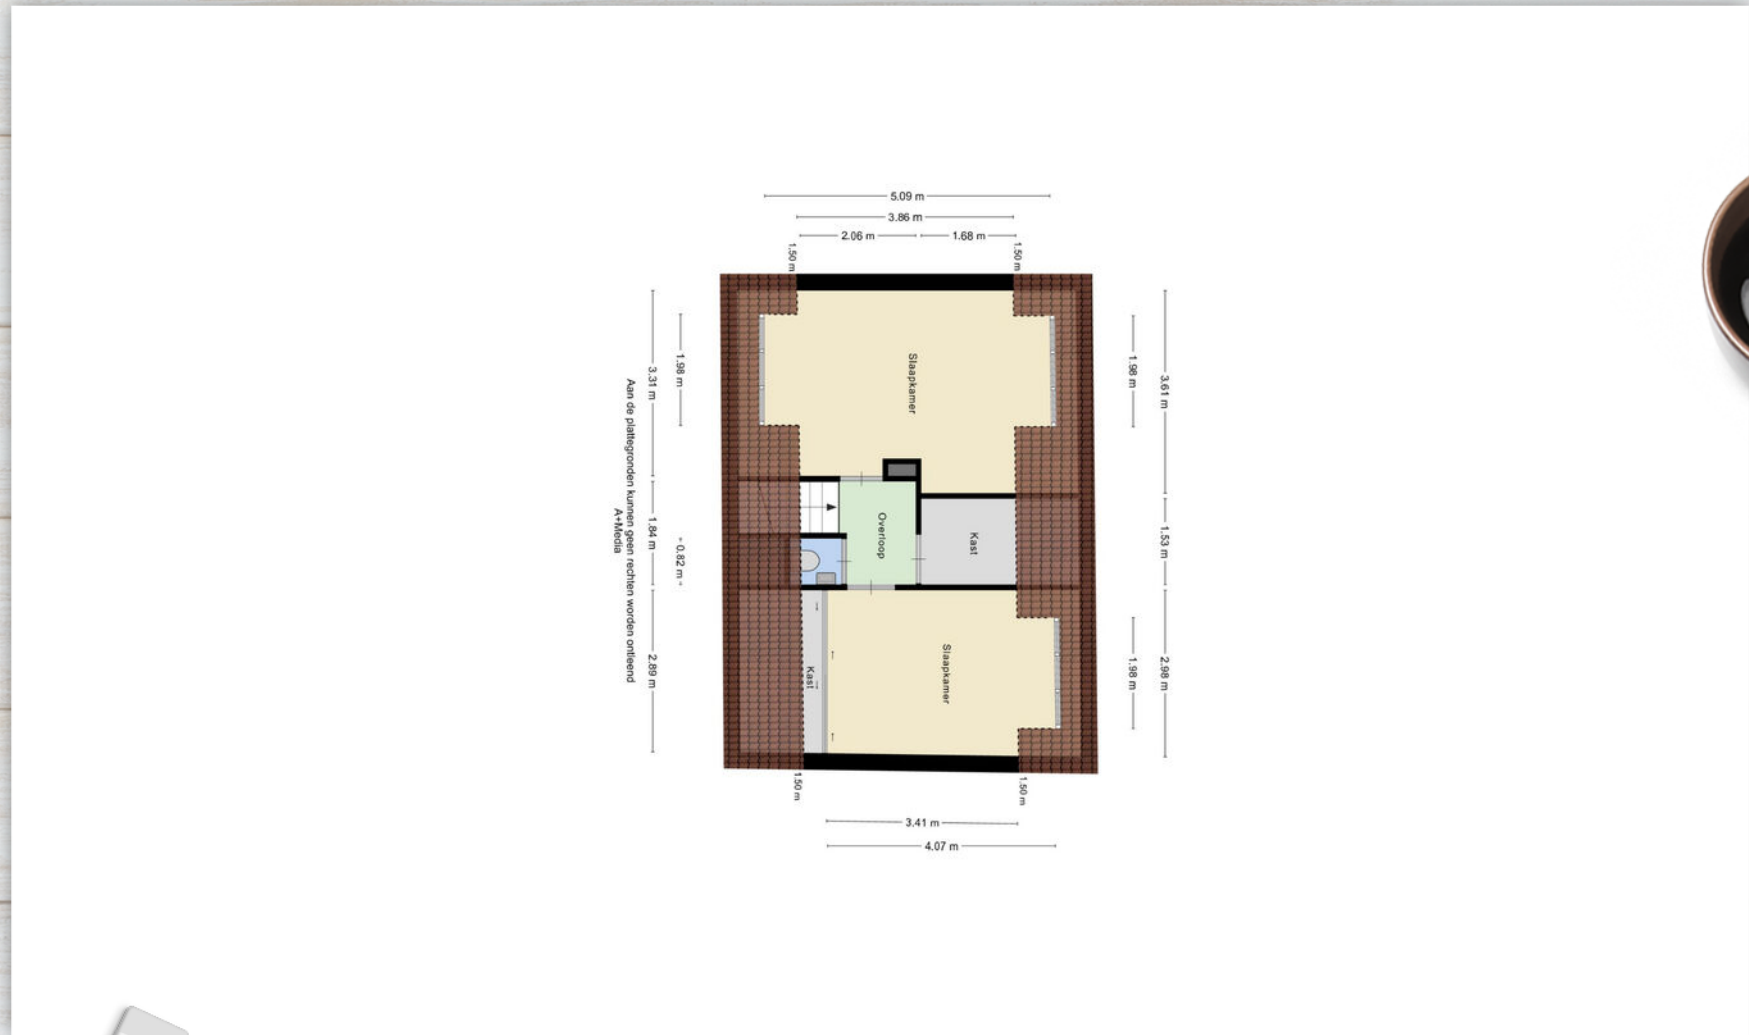 5.09 m
3.86 m
2.06 m
1.68 m
1.50 m
1.50 m
3.31 m
1.98 m
1.98 m
3.61 m
Slaapkamer
Aan de plattegronden kunnen geen rechten worden ontleend
A+Media
1.84 m
0.82 m
Overloop
Kast
1.53 m
2.89 m
Kast
Slaapkamer
1.98 m
2.98 m
1.50 m
1.50 m
3.41 m
4.07 m